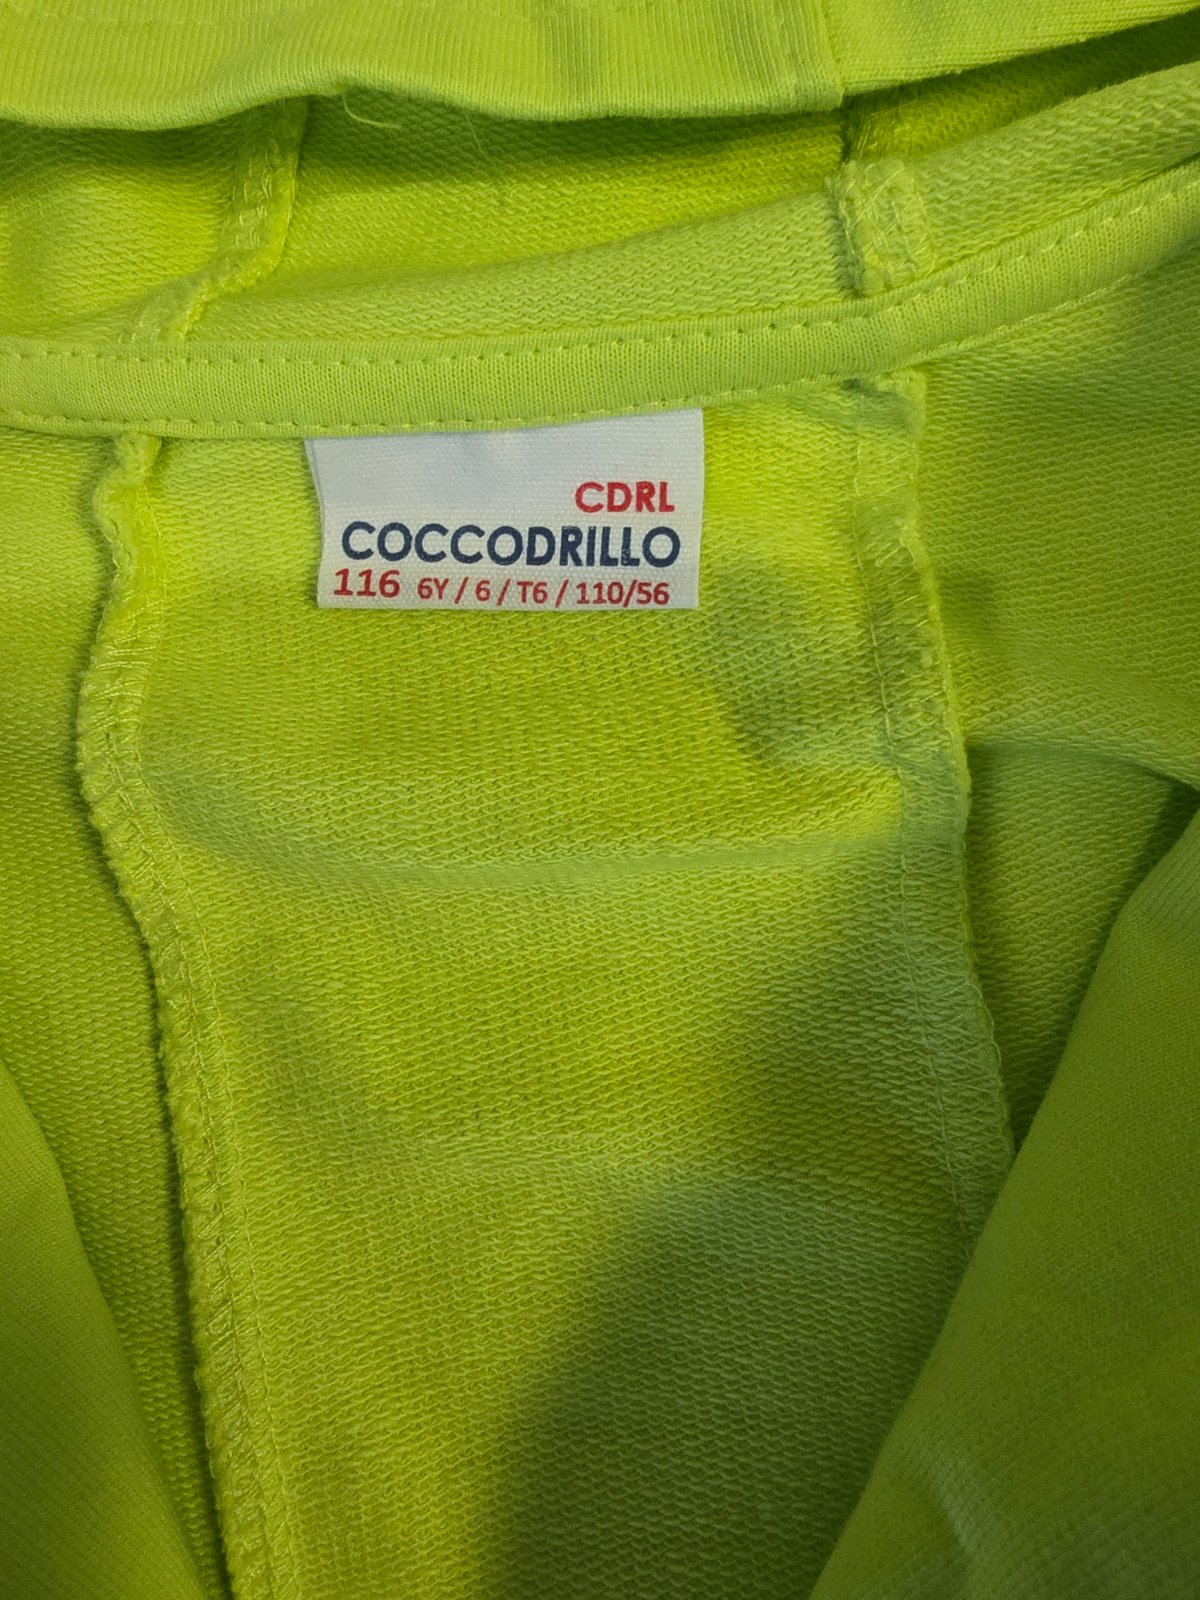 CDRL
COCCODRILLO
116 6Y / 6 / T6 / 110/56